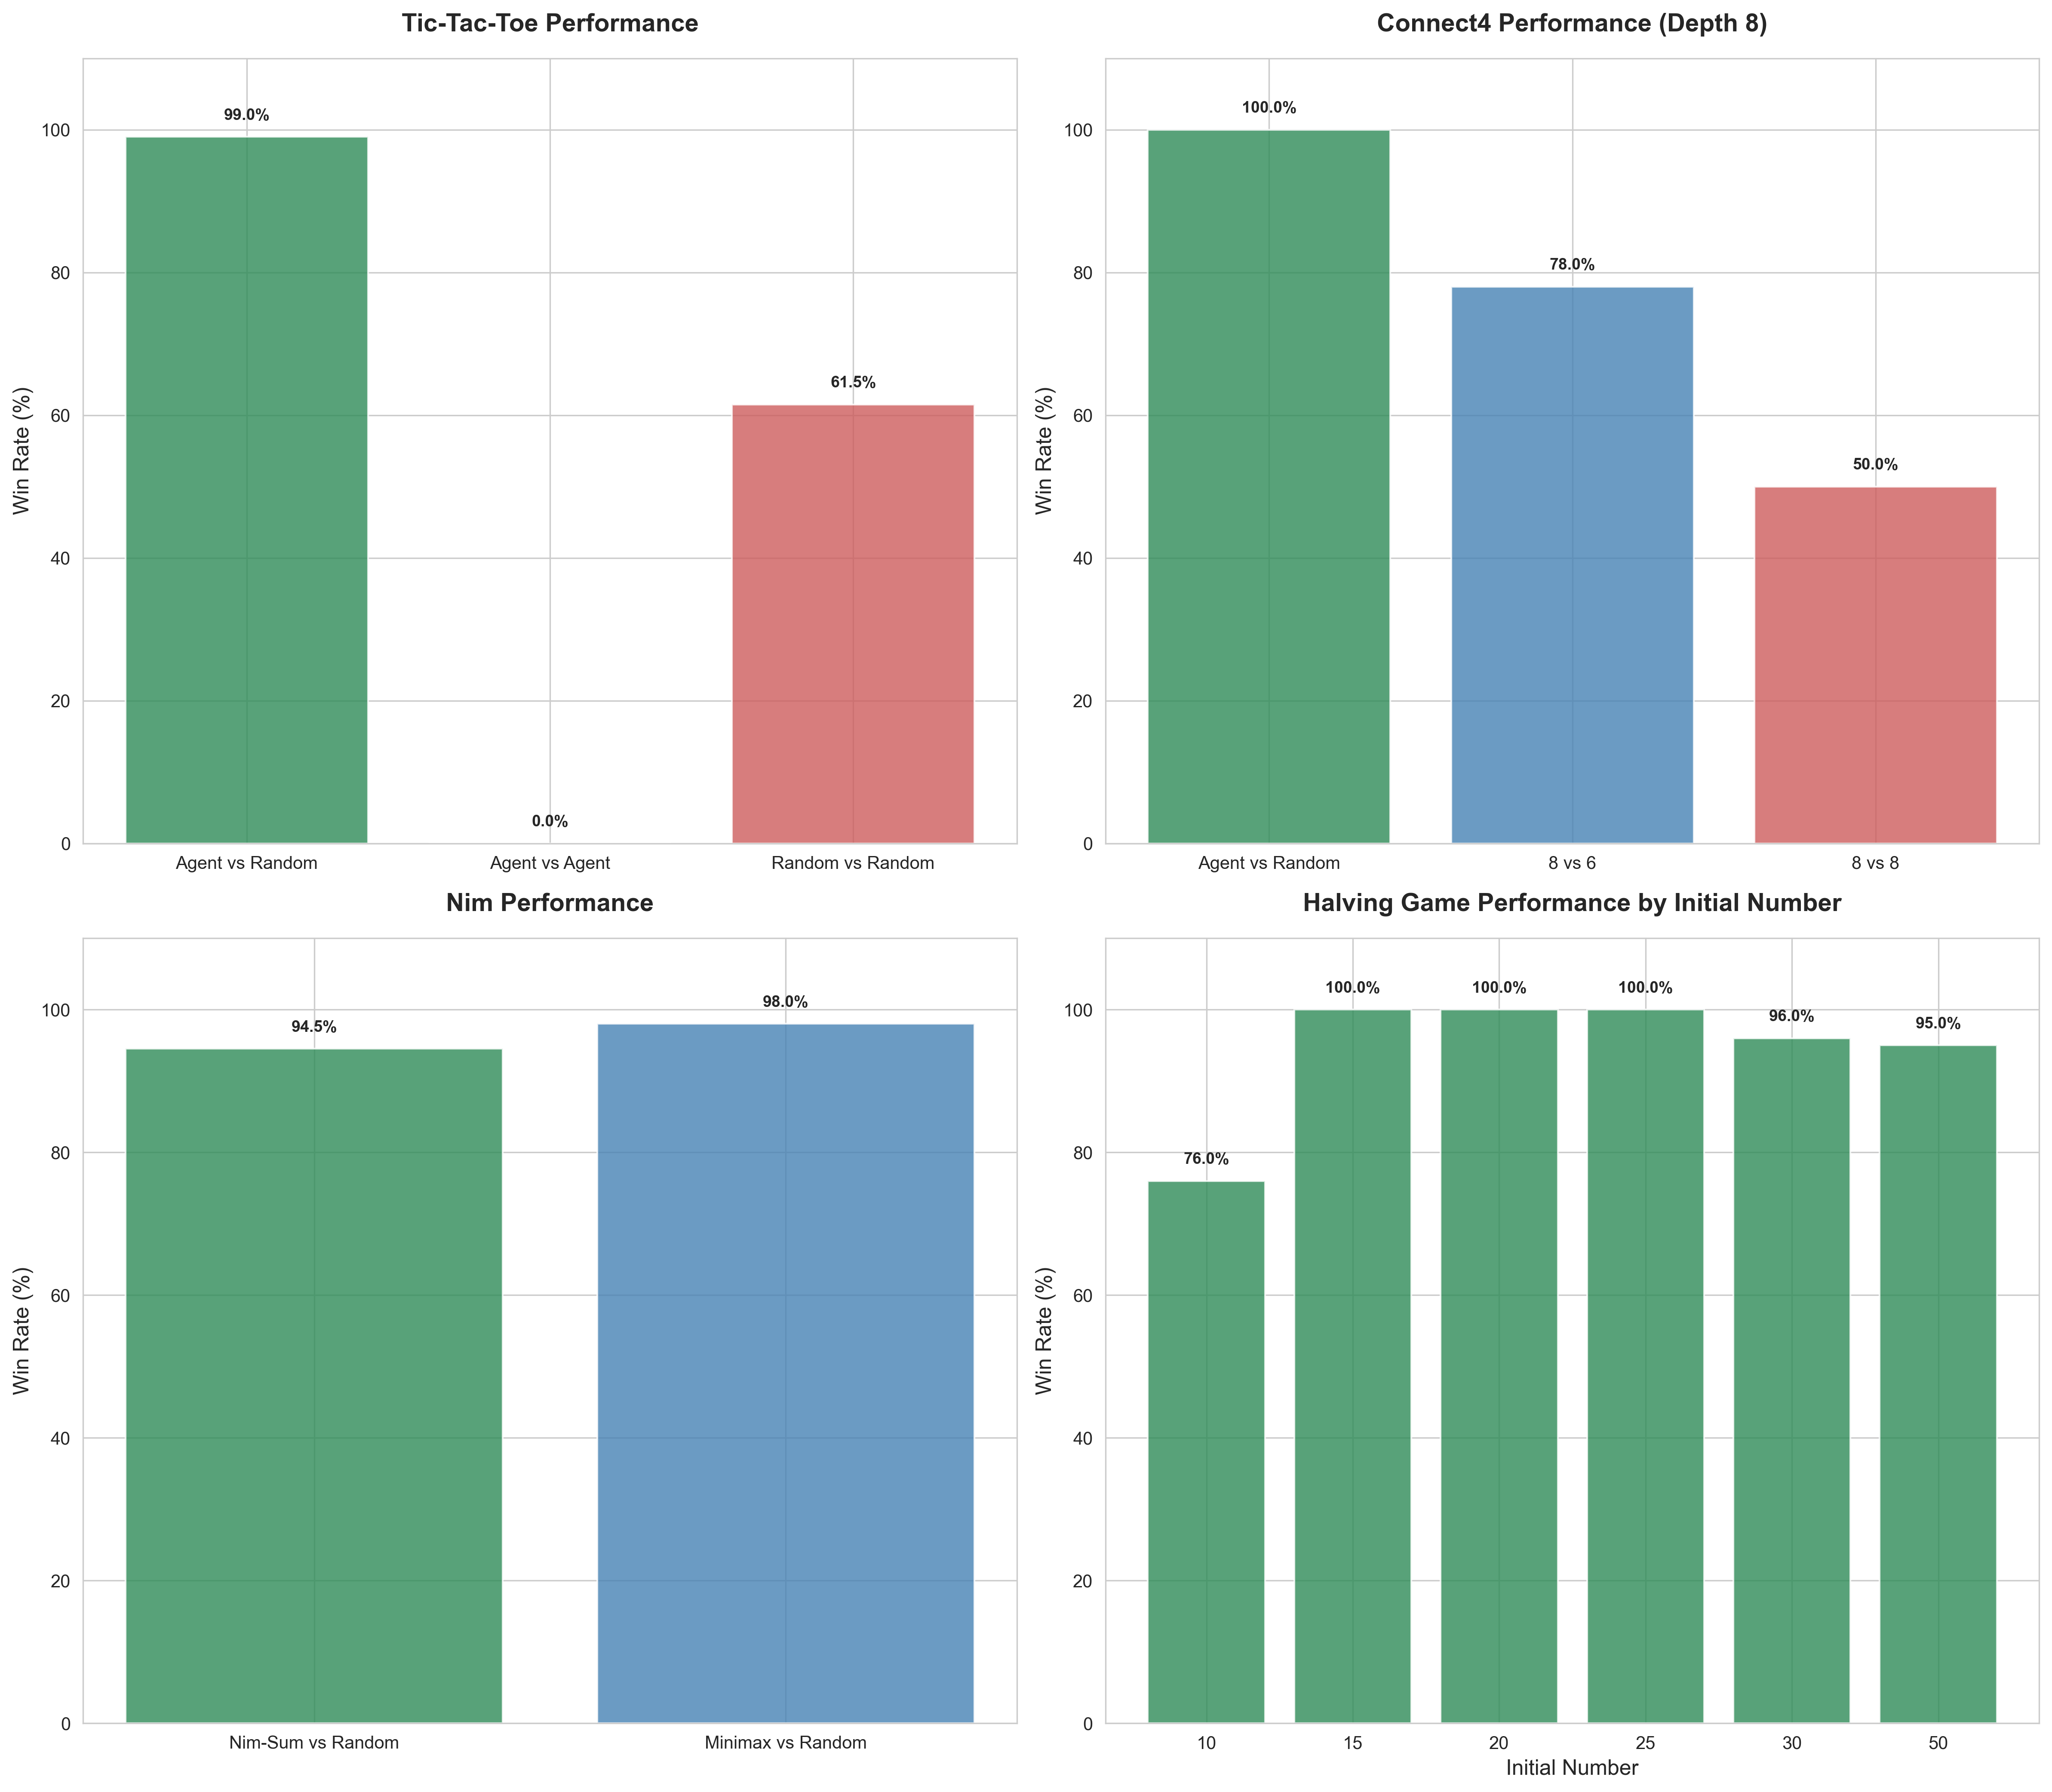 Tic-Tac-Toe Performance
Win Rate (%)
100
80
60
40
20
0
99.0%
0.0%
61.5%
Agent vs Random
Agent vs Agent
Random vs Random
Connect4 Performance (Depth 8)
Win Rate (%)
100
80
60
40
20
0
100.0%
78.0%
50.0%
Agent vs Random
8 vs 6
8 vs 8
Nim Performance
Win Rate (%)
100
80
60
40
20
0
94.5%
98.0%
Nim-Sum vs Random
Minimax vs Random
Halving Game Performance by Initial Number
Win Rate (%)
100
80
60
40
20
0
76.0%
100.0%
100.0%
100.0%
96.0%
95.0%
10
15
20
25
30
50
Initial Number